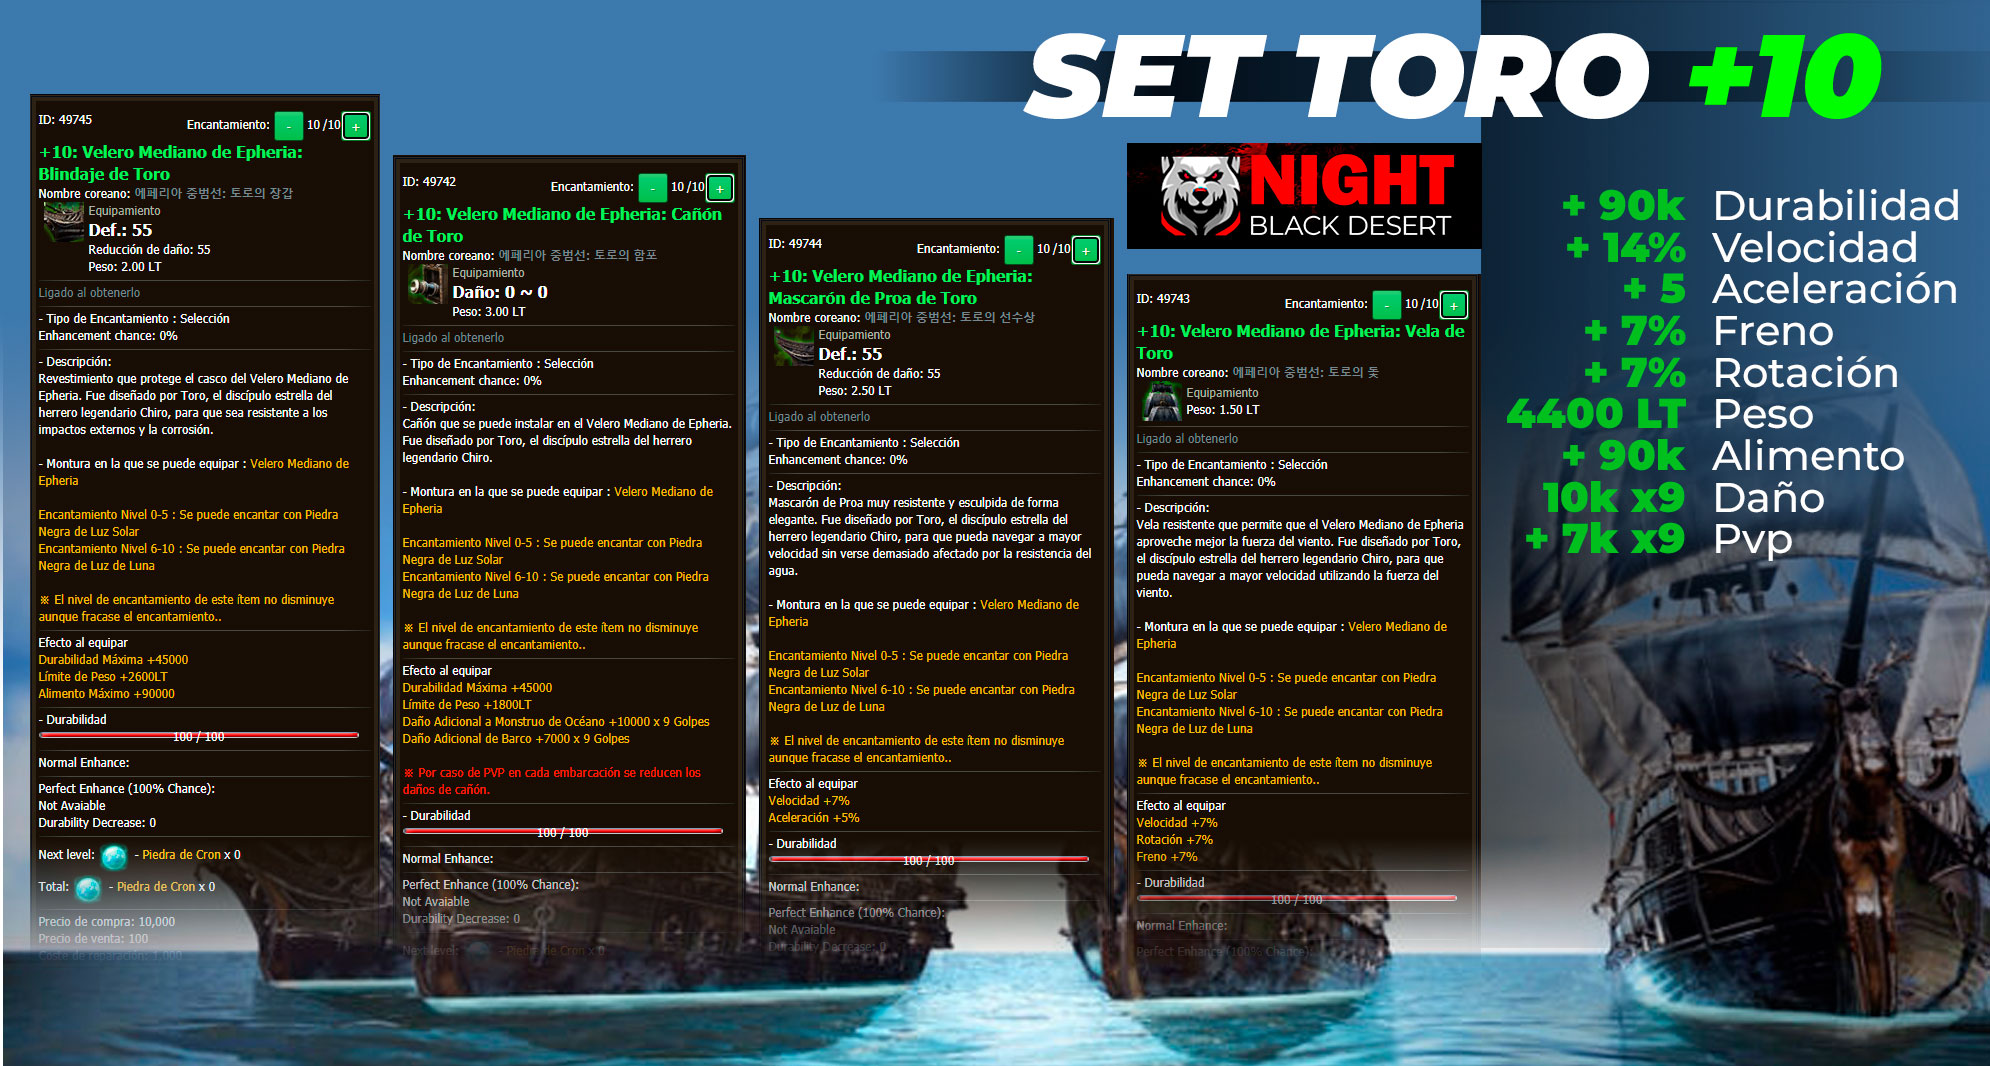 SET TORO +10
ID: 49745
Encantamiento: - 10 /10 +
+10: Velero Mediano de Epheria:
Blindaje de Toro
Nombre coreano: 에페리아 중범선: 토로의 장갑
Equipamiento
Def.: 55
Reducción de daño: 55
Peso: 2.00 LT
Ligado al obtenerlo
- Tipo de Encantamiento : Selección
Enhancement chance: 0%
- Descripción:
Revestimiento que protege el casco del Velero Mediano de
Epheria. Fue diseñado por Toro, el discípulo estrella del
herrero legendario Chiro, para que sea resistente a los
impactos externos y la corrosión.
- Montura en la que se puede equipar : Velero Mediano de
Epheria
Encantamiento Nivel 0-5 : Se puede encantar con Piedra
Negra de Luz Solar
Encantamiento Nivel 6-10 : Se puede encantar con Piedra
Negra de Luz de Luna
※ El nivel de encantamiento de este ítem no disminuye
aunque fracase el encantamiento..
Efecto al equipar
Durabilidad Máxima +45000
Límite de Peso +2600LT
Alimento Máximo +90000
- Durabilidad
100 / 100
Normal Enhance:
Perfect Enhance (100% Chance):
Not Avaiable
Durability Decrease: 0
Next level: - Piedra de Cron x 0
Total: - Piedra de Cron x 0
Precio de compra: 10,000
Precio de venta: 100
Coste de reparación: 1,000
ID: 49742
Encantamiento: - 10 /10 +
+10: Velero Mediano de Epheria: Cañón
de Toro
Nombre coreano: 에페리아 중범선: 토로의 함포
Equipamiento
Daño: 0 ~ 0
Peso: 3.00 LT
Ligado al obtenerlo
- Tipo de Encantamiento : Selección
Enhancement chance: 0%
- Descripción:
Cañón que se puede instalar en el Velero Mediano de Epheria.
Fue diseñado por Toro, el discípulo estrella del herrero
legendario Chiro.
- Montura en la que se puede equipar : Velero Mediano de
Epheria
Encantamiento Nivel 0-5 : Se puede encantar con Piedra
Negra de Luz Solar
Encantamiento Nivel 6-10 : Se puede encantar con Piedra
Negra de Luz de Luna
※ El nivel de encantamiento de este ítem no disminuye
aunque fracase el encantamiento..
Efecto al equipar
Durabilidad Máxima +45000
Límite de Peso +1800LT
Daño Adicional a Monstruo de Océano +10000 x 9 Golpes
Daño Adicional de Barco +7000 x 9 Golpes
※ Por caso de PVP en cada embarcación se reducen los
daños de cañón.
- Durabilidad
100 / 100
Normal Enhance:
Perfect Enhance (100% Chance):
Not Avaiable
Durability Decrease: 0
Next level: - Piedra de Cron x 0
ID: 49744
Encantamiento: - 10 /10 +
+10: Velero Mediano de Epheria:
Mascarón de Proa de Toro
Nombre coreano: 에페리아 중범선: 토로의 선수상
Equipamiento
Def.: 55
Reducción de daño: 55
Peso: 2.50 LT
Ligado al obtenerlo
- Tipo de Encantamiento : Selección
Enhancement chance: 0%
- Descripción:
Mascarón de Proa muy resistente y esculpida de forma
elegante. Fue diseñado por Toro, el discípulo estrella del
herrero legendario Chiro, para que pueda navegar a mayor
velocidad sin verse demasiado afectado por la resistencia del
agua.
- Montura en la que se puede equipar : Velero Mediano de
Epheria
Encantamiento Nivel 0-5 : Se puede encantar con Piedra
Negra de Luz Solar
Encantamiento Nivel 6-10 : Se puede encantar con Piedra
Negra de Luz de Luna
※ El nivel de encantamiento de este ítem no disminuye
aunque fracase el encantamiento..
Efecto al equipar
Velocidad +7%
Aceleración +5%
- Durabilidad
100 / 100
Normal Enhance:
Perfect Enhance (100% Chance):
Not Avaiable
Durability Decrease: 0
NIGHT
BLACK DESERT
ID: 49743
Encantamiento: - 10 /10 +
+10: Velero Mediano de Epheria: Vela de
Toro
Nombre coreano: 에페리아 중범선: 토로의 돛
Equipamiento
Peso: 1.50 LT
Ligado al obtenerlo
- Tipo de Encantamiento : Selección
Enhancement chance: 0%
- Descripción:
Vela resistente que permite que el Velero Mediano de Epheria
aproveche mejor la fuerza del viento. Fue diseñado por Toro,
el discípulo estrella del herrero legendario Chiro, para que
pueda navegar a mayor velocidad utilizando la fuerza del
viento.
- Montura en la que se puede equipar : Velero Mediano de
Epheria
Encantamiento Nivel 0-5 : Se puede encantar con Piedra
Negra de Luz Solar
Encantamiento Nivel 6-10 : Se puede encantar con Piedra
Negra de Luz de Luna
※ El nivel de encantamiento de este ítem no disminuye
aunque fracase el encantamiento..
Efecto al equipar
Velocidad +7%
Rotación +7%
Freno +7%
- Durabilidad
100 / 100
Normal Enhance:
Perfect Enhance (100% Chance):
+ 90k Durabilidad
+ 14% Velocidad
+ 5 Aceleración
+ 7% Freno
+ 7% Rotación
4400 LT Peso
+ 90k Alimento
10k x9 Daño
+ 7k x9 Pvp